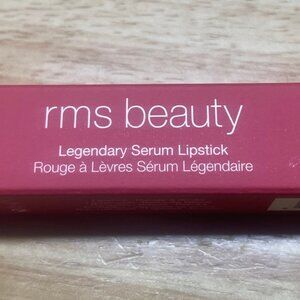 rms beauty
Legendary Serum Lipstick
Rouge à Lèvres Sérum Légendaire